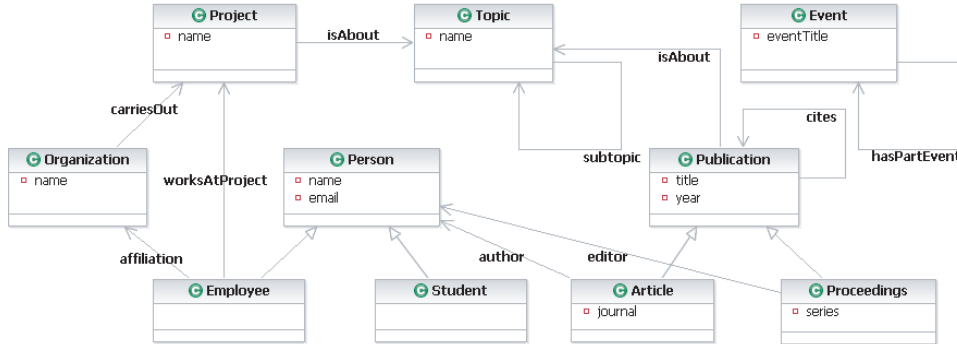 C Project
name
isAbout
C Topic
name
isAbout
C Event
eventTitle
carriesOut
cites
subtopic
hasPartEvent
C Organization
name
worksAtProject
C Person
name
email
C Publication
title
year
affiliation
author
editor
C Employee
C Student
C Article
journal
C Proceedings
series